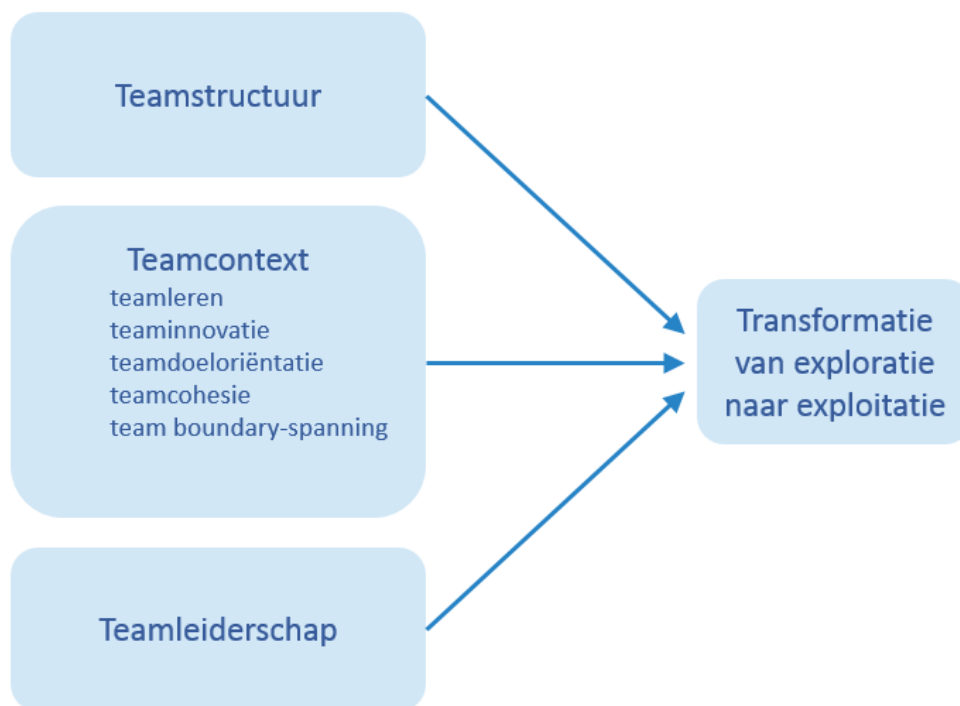 Teamstructuur
Teamcontext
teamleren
teaminnovatie
teamdoeloriëntatie
teamcohesie
team boundary-spanning
Teamleiderschap
Transformatie
van exploratie
naar exploitatie